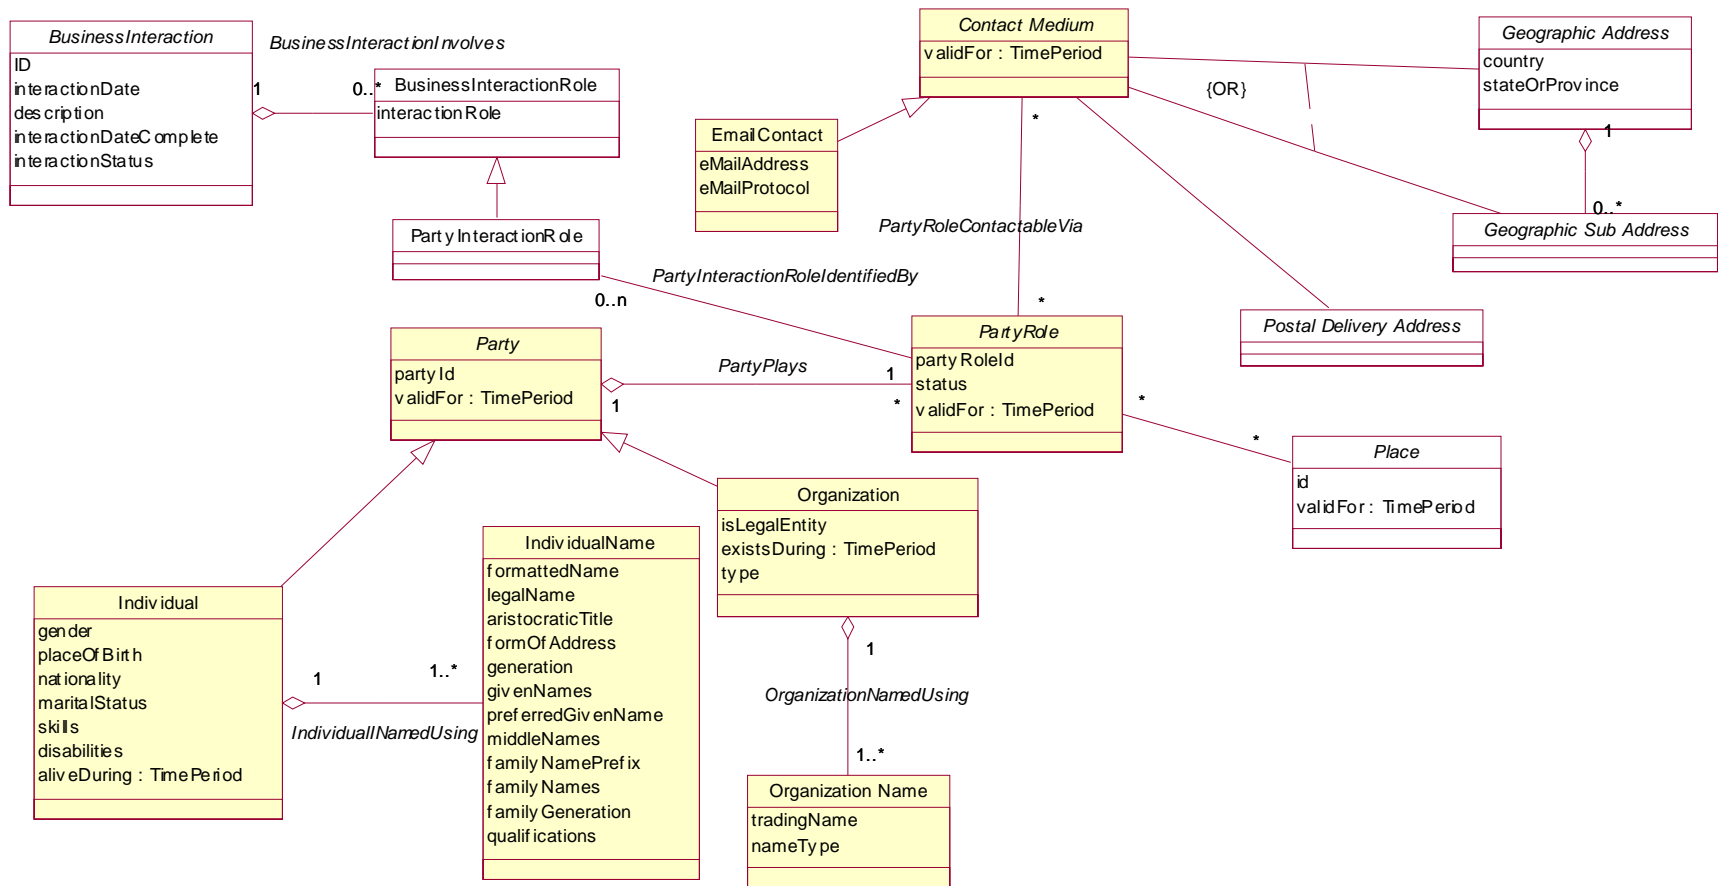 BusinessInteraction
ID
interactionDate
description
interactionDateComplete
interactionStatus
BusinessInteractionInvolves
1
0..*
BusinessInteractionRole
interactionRole
PartyInteractionRole
0..n
PartyInteractionRoleIdentifiedBy
Contact Medium
validFor : TimePeriod
EmailContact
eMailAddress
eMailProtocol
*
PartyRoleContactableVia
*
{OR}
Geographic Address
country
stateOrProvince
1
0..*
Geographic Sub Address
Postal Delivery Address
Party
partyId
validFor : TimePeriod
PartyPlays
1
1
*
PartyRole
partyRoleId
status
validFor : TimePeriod
*
*
Place
id
validFor : TimePeriod
Organization
isLegalEntity
existsDuring : TimePeriod
type
1
OrganizationNamedUsing
1..*
Organization Name
tradingName
nameType
Individual
gender
placeOfBirth
nationality
maritalStatus
skills
disabilities
aliveDuring : TimePeriod
1
1..*
IndividualINamedUsing
IndividualName
formattedName
legalName
aristocraticTitle
formOfAddress
generation
givenNames
preferredGivenName
middleNames
familyNamePrefix
familyNames
familyGeneration
qualifications